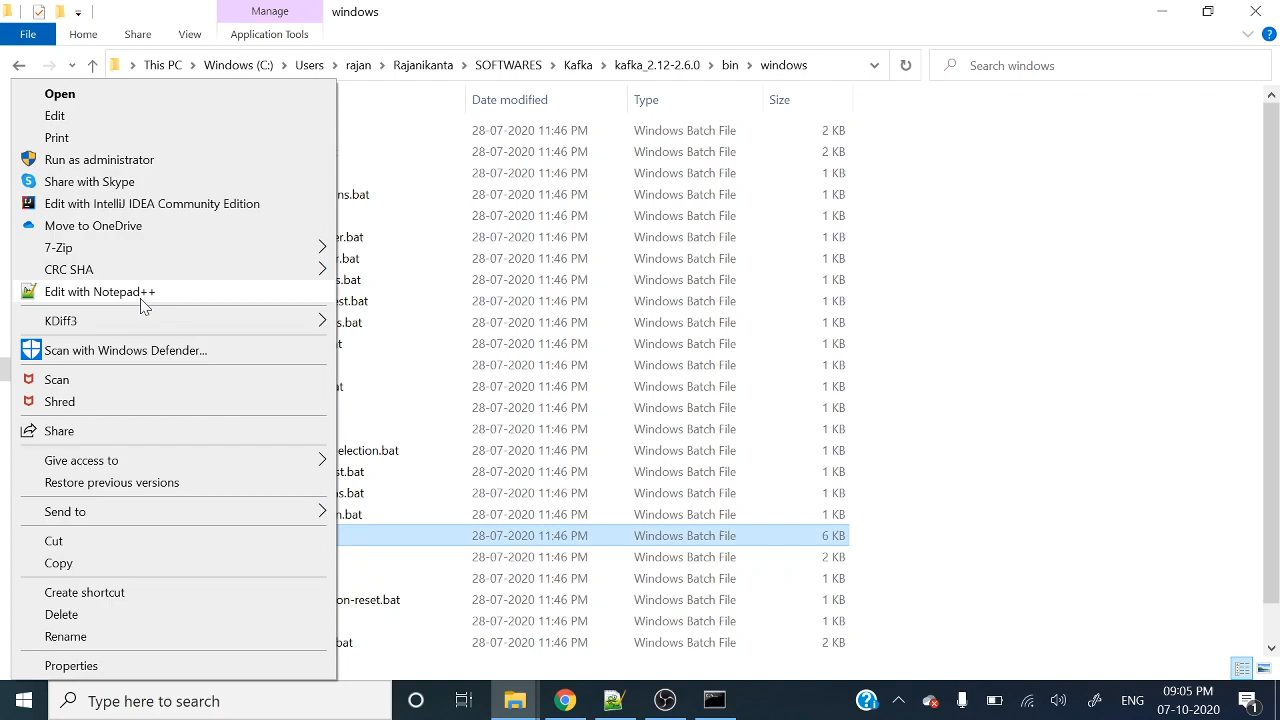 Manage
windows
File
Home
Share
View
Application Tools
This PC > Windows (C:) > Users > rajan > Rajanikanta > SOFTWARES > Kafka > kafka_2.12-2.6.0 > bin > windows
Search windows
Date modified
Type
Size
Open
Edit
Print
Run as administrator
Share with Skype
Edit with IntelliJ IDEA Community Edition
Move to OneDrive
7-Zip
CRC SHA
Edit with Notepad++
KDiff3
Scan with Windows Defender...
Scan
Shred
Share
Give access to
Restore previous versions
Send to
Cut
Copy
Create shortcut
Delete
Rename
Properties
28-07-2020 11:46 PM Windows Batch File 2 KB
28-07-2020 11:46 PM Windows Batch File 2 KB
28-07-2020 11:46 PM Windows Batch File 1 KB
ns.bat 28-07-2020 11:46 PM Windows Batch File 1 KB
28-07-2020 11:46 PM Windows Batch File 1 KB
er.bat 28-07-2020 11:46 PM Windows Batch File 1 KB
r.bat 28-07-2020 11:46 PM Windows Batch File 1 KB
s.bat 28-07-2020 11:46 PM Windows Batch File 1 KB
est.bat 28-07-2020 11:46 PM Windows Batch File 1 KB
s.bat 28-07-2020 11:46 PM Windows Batch File 1 KB
t 28-07-2020 11:46 PM Windows Batch File 1 KB
28-07-2020 11:46 PM Windows Batch File 1 KB
at 28-07-2020 11:46 PM Windows Batch File 1 KB
28-07-2020 11:46 PM Windows Batch File 1 KB
28-07-2020 11:46 PM Windows Batch File 1 KB
election.bat 28-07-2020 11:46 PM Windows Batch File 1 KB
st.bat 28-07-2020 11:46 PM Windows Batch File 1 KB
ns.bat 28-07-2020 11:46 PM Windows Batch File 1 KB
n.bat 28-07-2020 11:46 PM Windows Batch File 1 KB
28-07-2020 11:46 PM Windows Batch File 6 KB
28-07-2020 11:46 PM Windows Batch File 2 KB
28-07-2020 11:46 PM Windows Batch File 1 KB
on-reset.bat 28-07-2020 11:46 PM Windows Batch File 1 KB
28-07-2020 11:46 PM Windows Batch File 1 KB
bat 28-07-2020 11:46 PM Windows Batch File 2 KB
Type here to search
ENG
09:05 PM
07-10-2020
1